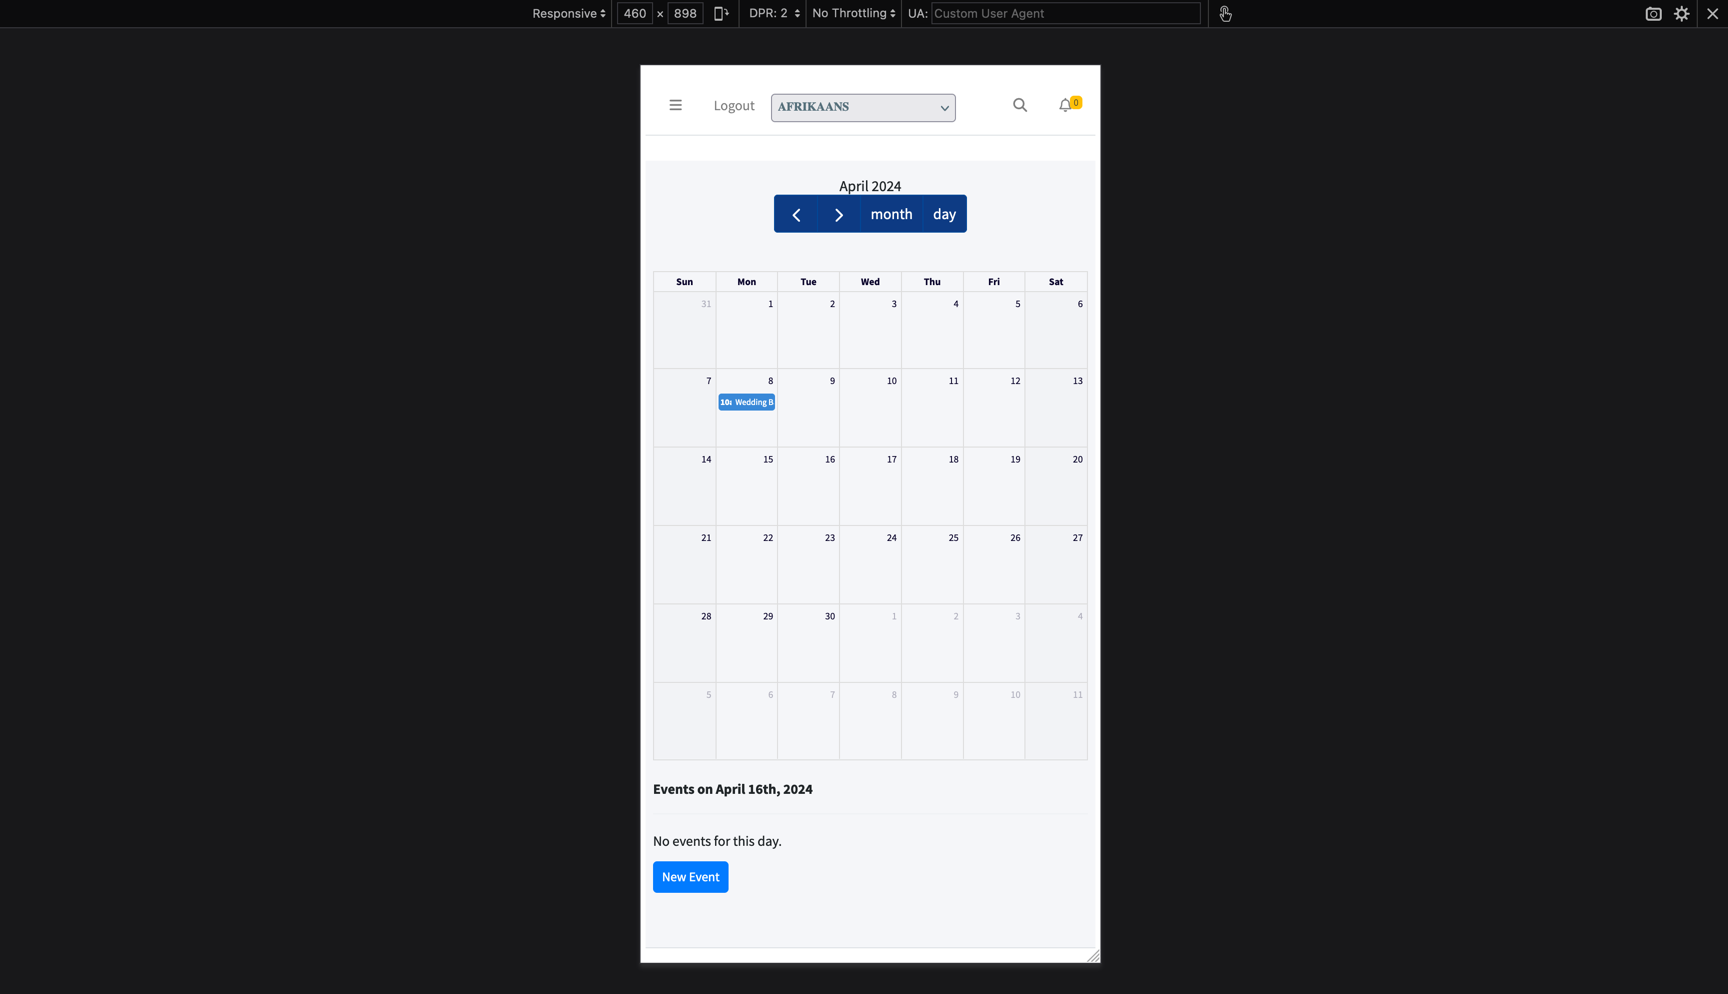 Responsive 460 × 898 DPR: 2 No Throttling UA: Custom User Agent
Logout AFRIKAANS 0
April 2024
month day
Sun Mon Tue Wed Thu Fri Sat
31 1 2 3 4 5 6
7 8 9 10 11 12 13
10: Wedding B
14 15 16 17 18 19 20
21 22 23 24 25 26 27
28 29 30 1 2 3 4
5 6 7 8 9 10 11
Events on April 16th, 2024
No events for this day.
New Event